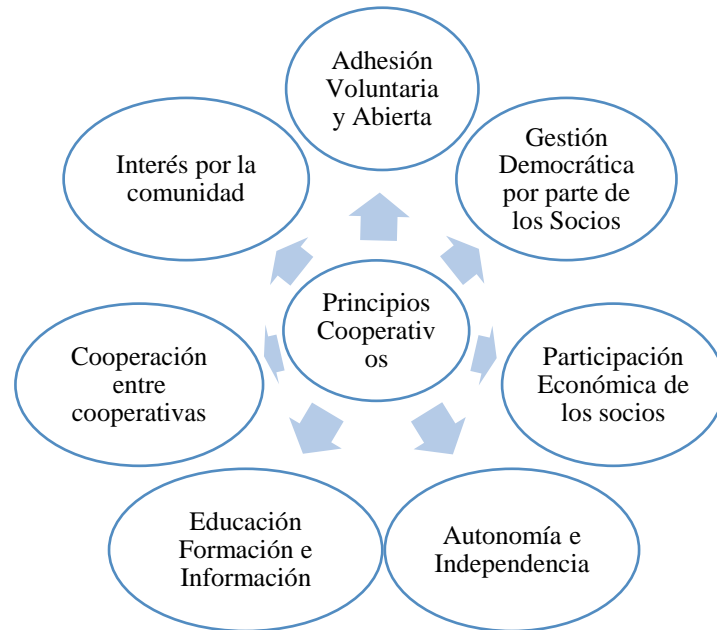 Adhesión
Voluntaria
y Abierta
Gestión
Democrática
por parte de
los Socios
Participación
Económica de
los socios
Autonomía e
Independencia
Educación
Formación e
Información
Cooperación
entre
cooperativas
Interés por la
comunidad
Principios
Cooperativ
os